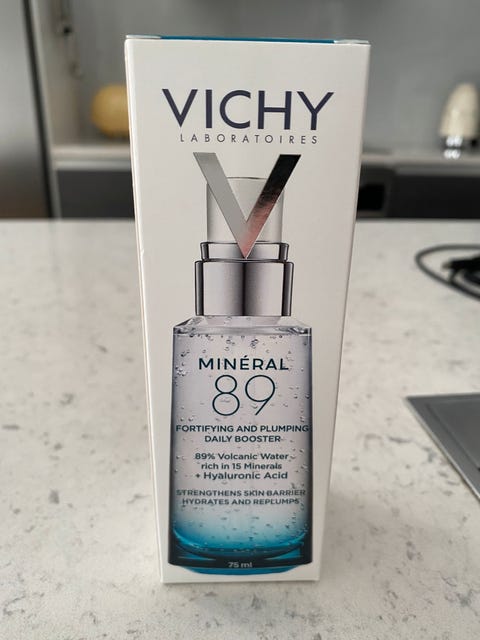 VICHY
LABORATOIRES
MINÉRAL
89
FORTIFYING AND PLUMPING
DAILY BOOSTER
89% Volcanic Water
rich in 15 Minerals
+ Hyaluronic Acid
STRENGTHENS SKIN BARRIER
HYDRATES AND REPLUMPS
75 ml